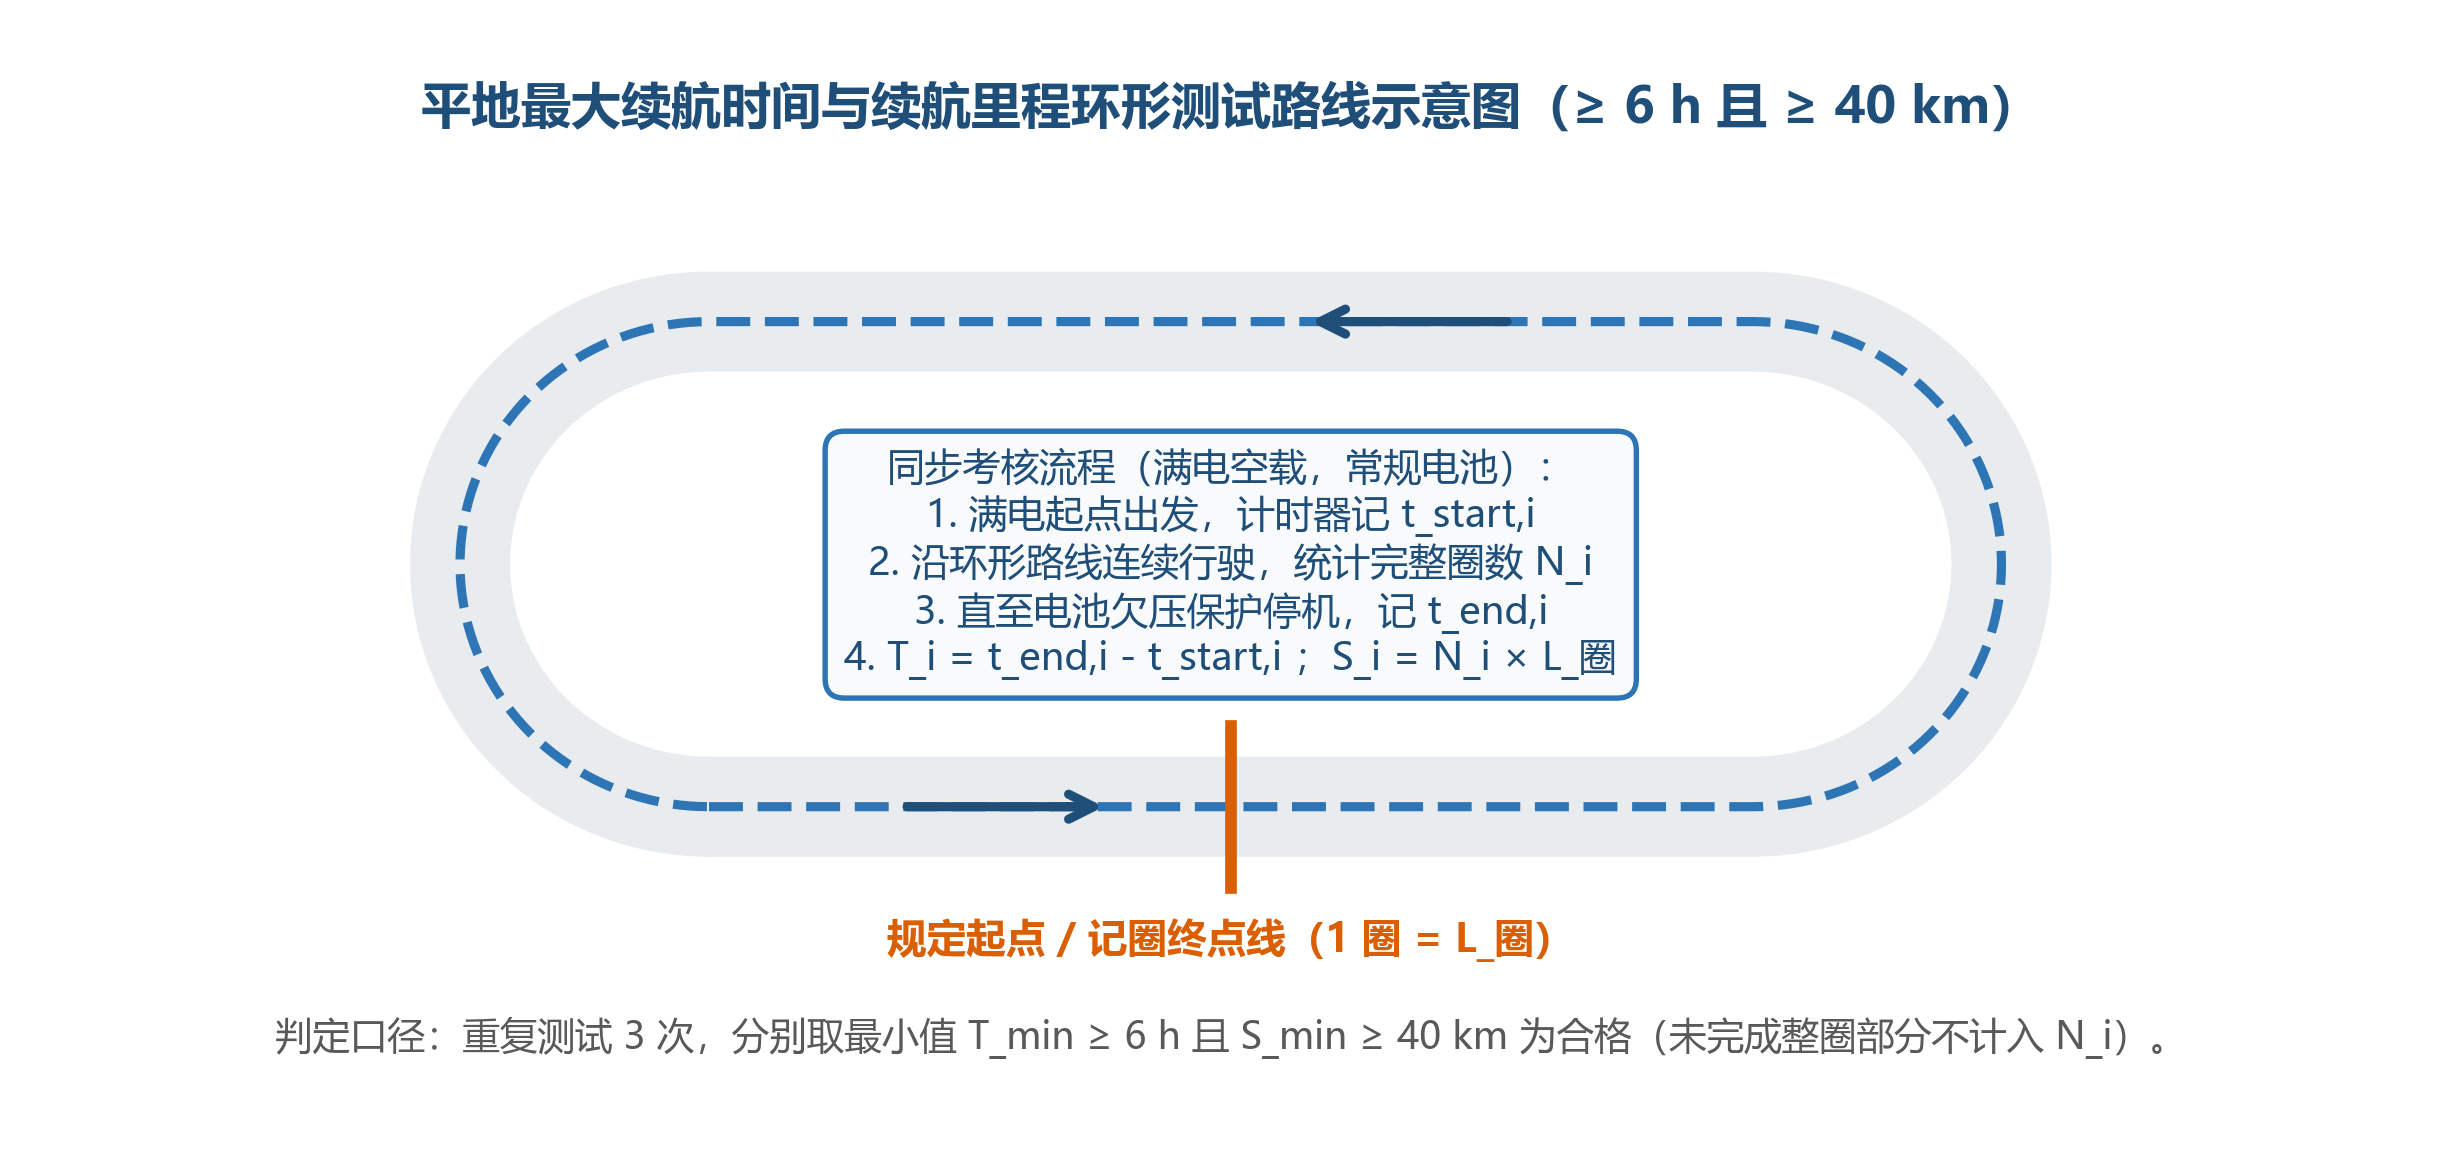 平地最大续航时间与续航里程环形测试路线示意图（≥ 6 h 且 ≥ 40 km）
同步考核流程（满电空载，常规电池）：
1. 满电起点出发，计时器记 t_start,i
2. 沿环形路线连续行驶，统计完整圈数 N_i
3. 直至电池欠压保护停机，记 t_end,i
4. T_i = t_end,i - t_start,i ；S_i = N_i × L_圈
规定起点 / 记圈终点线（1 圈 = L_圈）
判定口径：重复测试 3 次，分别取最小值 T_min ≥ 6 h 且 S_min ≥ 40 km 为合格（未完成整圈部分不计入 N_i）。